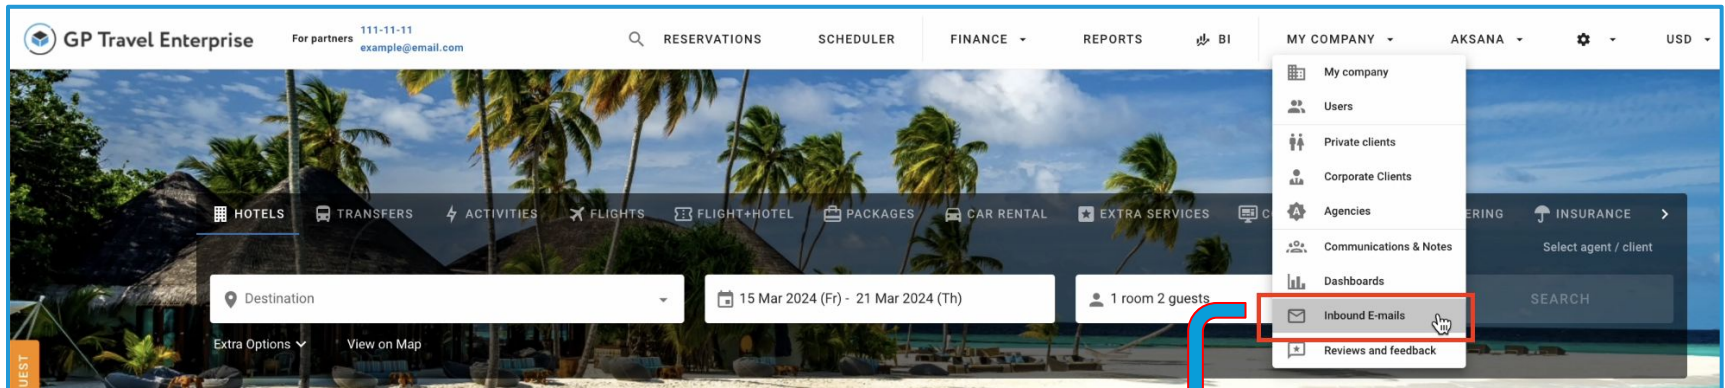 GP Travel Enterprise
For partners
111-11-11
example@email.com
RESERVATIONS
SCHEDULER
FINANCE
REPORTS
BI
MY COMPANY
AKSANA
USD
My company
Users
Private clients
Corporate Clients
Agencies
Communications & Notes
Dashboards
Inbound E-mails
Reviews and feedback
HOTELS
TRANSFERS
ACTIVITIES
FLIGHTS
FLIGHT+HOTEL
PACKAGES
CAR RENTAL
EXTRA SERVICES
INSURANCE
Select agent / client
Destination
15 Mar 2024 (Fr) - 21 Mar 2024 (Th)
1 room 2 guests
SEARCH
Extra Options
View on Map